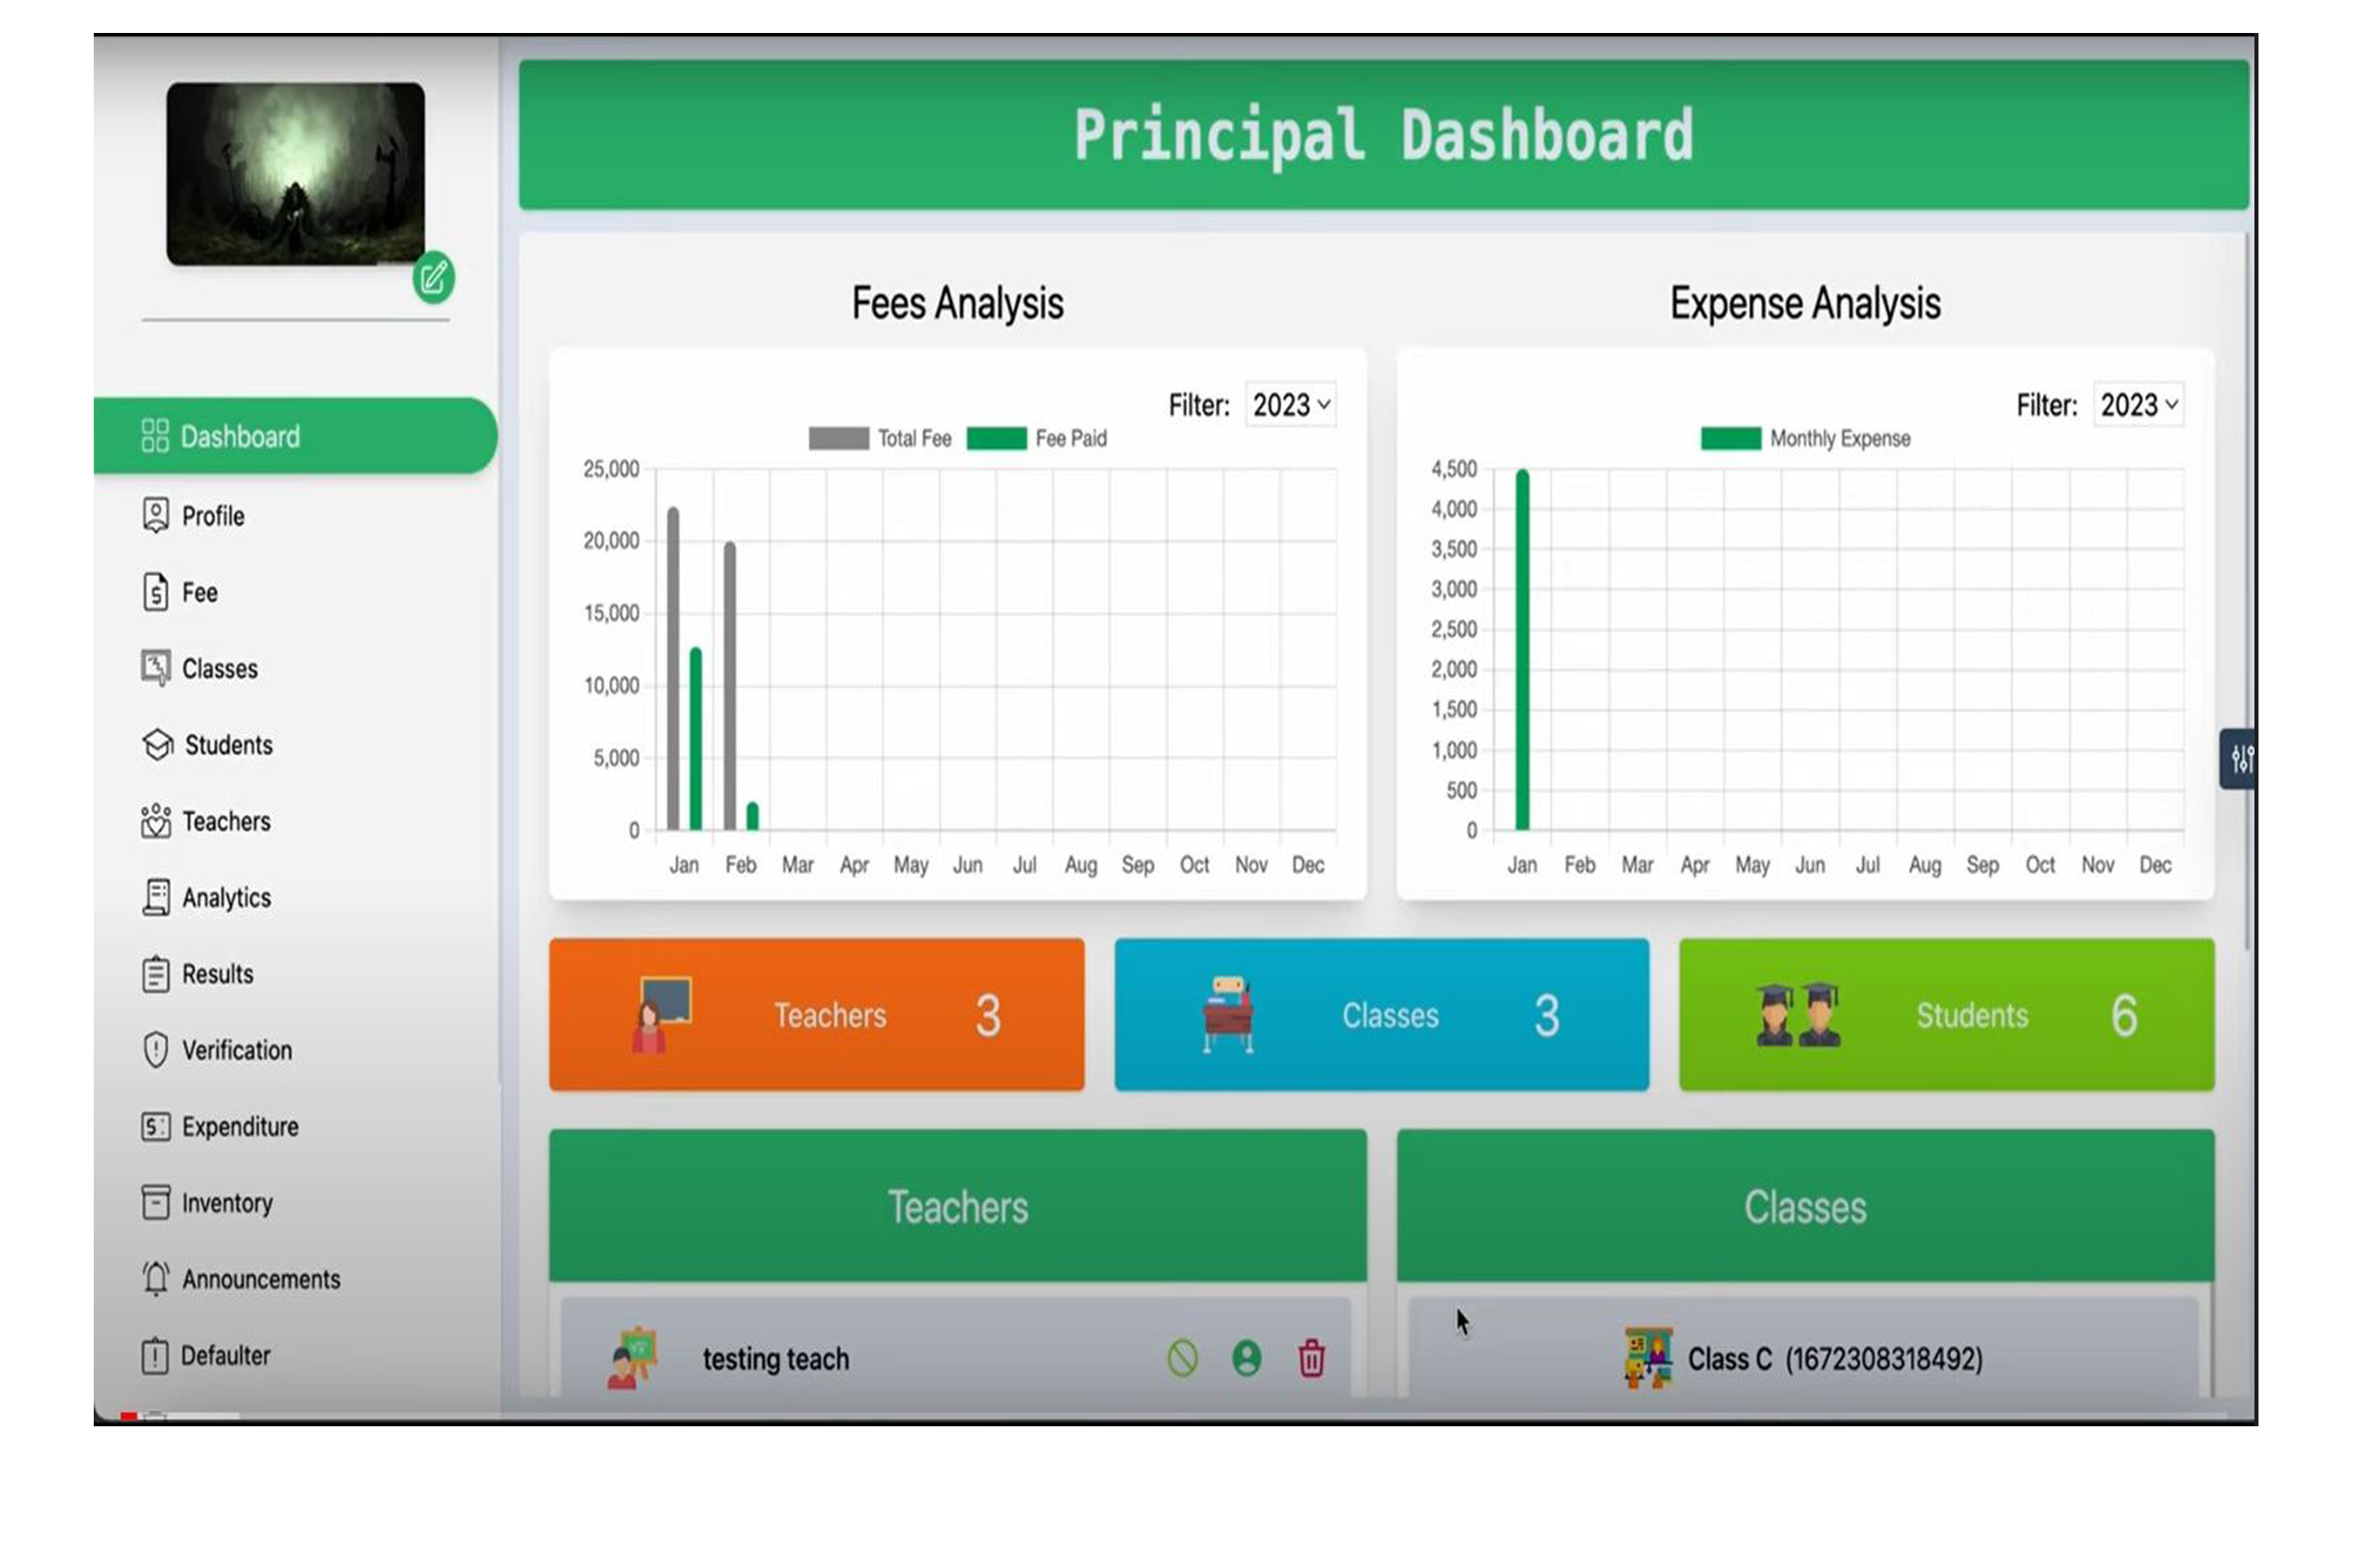 Principal Dashboard
Dashboard
Profile
Fee
Classes
Students
Teachers
Analytics
Results
Verification
Expenditure
Inventory
Announcements
Defaulter
Fees Analysis
Filter: 2023
Total Fee Fee Paid
25,000
20,000
15,000
10,000
5,000
0
Jan Feb Mar Apr May Jun Jul Aug Sep Oct Nov Dec
Expense Analysis
Filter: 2023
Monthly Expense
4,500
4,000
3,500
3,000
2,500
2,000
1,500
1,000
500
0
Jan Feb Mar Apr May Jun Jul Aug Sep Oct Nov Dec
Teachers 3
Classes 3
Students 6
Teachers
testing teach
Classes
Class C (1672308318492)